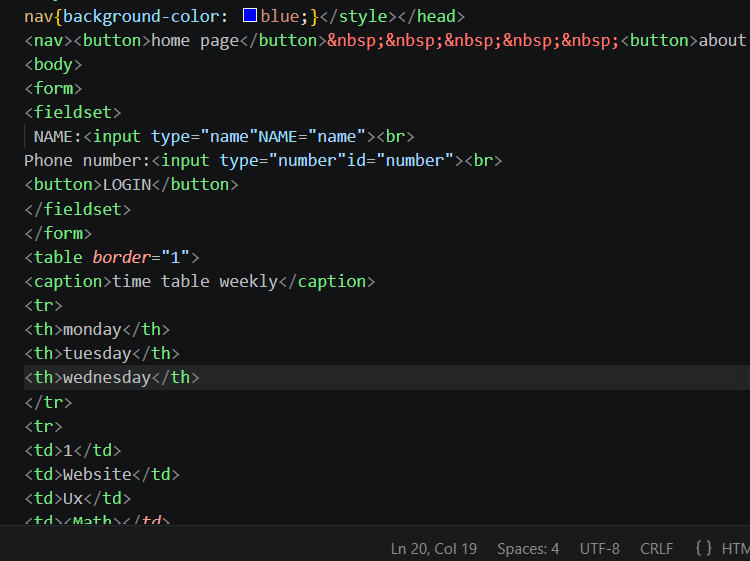 nav{background-color: blue;}</style></head>
<nav><button>home page</button>&nbsp;&nbsp;&nbsp;&nbsp;&nbsp;<button>about
<body>
<form>
<fieldset>
 NAME:<input type="name"NAME="name"><br>
Phone number:<input type="number"id="number"><br>
<button>LOGIN</button>
</fieldset>
</form>
<table border="1">
<caption>time table weekly</caption>
<tr>
<th>monday</th>
<th>tuesday</th>
<th>wednesday</th>
</tr>
<tr>
<td>1</td>
<td>Website</td>
<td>Ux</td>
<td><Math></td>
Ln 20, Col 19 Spaces: 4 UTF-8 CRLF { } HTM